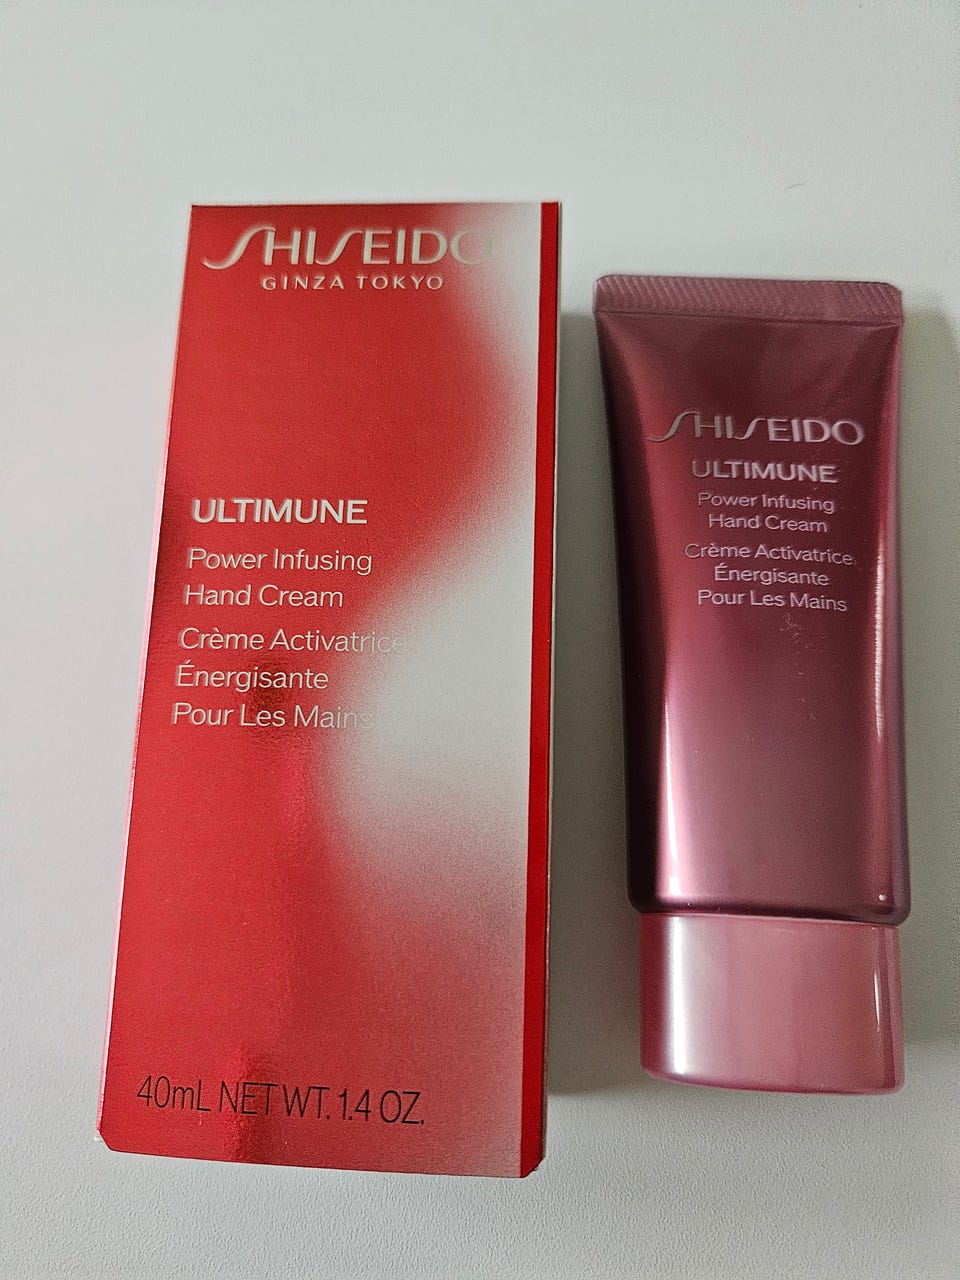 SHISEIDO
GINZA TOKYO
ULTIMUNE
Power Infusing
Hand Cream
Crème Activatrice
Énergisante
Pour Les Mains
40mL NET WT. 1.4 OZ.
SHISEIDO
ULTIMUNE
Power Infusing
Hand Cream
Crème Activatrice
Énergisante
Pour Les Mains